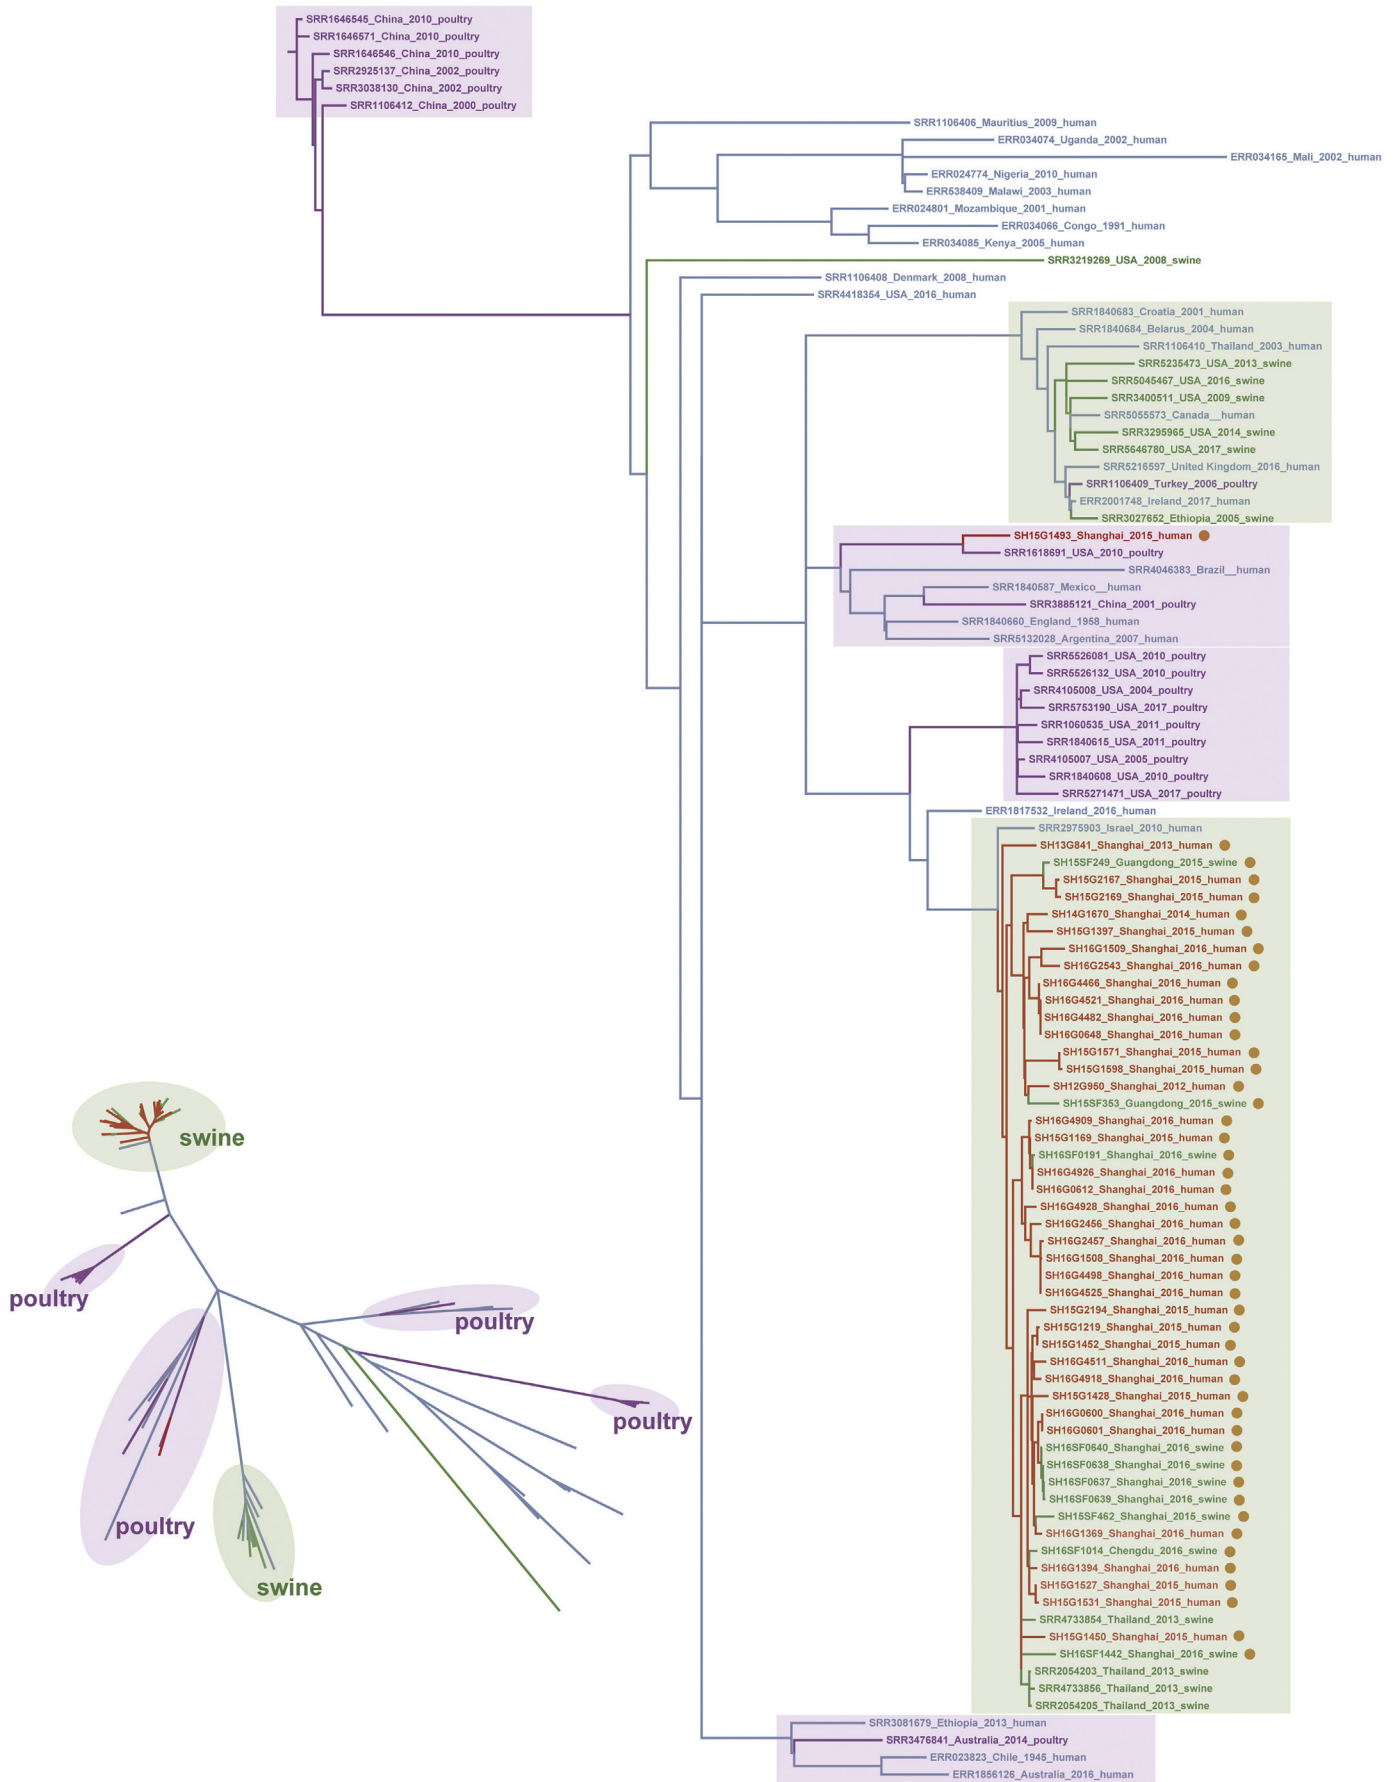 SRR1646545_China_2010_poultry
SRR1646571_China_2010_poultry
SRR1646546_China_2010_poultry
SRR2925137_China_2002_poultry
SRR3038130_China_2002_poultry
SRR1106412_China_2000_poultry
SRR1106406_Mauritius_2009_human
ERR034074_Uganda_2002_human
ERR034165_Mali_2002_human
ERR024774_Nigeria_2010_human
ERR538409_Malawi_2003_human
ERR024801_Mozambique_2001_human
ERR034066_Congo_1991_human
ERR034085_Kenya_2005_human
SRR3219269_USA_2008_swine
SRR1106408_Denmark_2008_human
SRR4418354_USA_2016_human
SRR1840683_Croatia_2001_human
SRR1840684_Belarus_2004_human
SRR1106410_Thailand_2003_human
SRR5235473_USA_2013_swine
SRR5045467_USA_2016_swine
SRR3400511_USA_2009_swine
SRR5055573_Canada__human
SRR3295965_USA_2014_swine
SRR5646780_USA_2017_swine
SRR5216597_United Kingdom_2016_human
SRR1106409_Turkey_2006_poultry
ERR2001748_Ireland_2017_human
SRR3027652_Ethiopia_2005_swine
SH15G1493_Shanghai_2015_human
SRR1618691_USA_2010_poultry
SRR4046383_Brazil__human
SRR1840587_Mexico__human
SRR3885121_China_2001_poultry
SRR1840660_England_1958_human
SRR5132028_Argentina_2007_human
SRR5526081_USA_2010_poultry
SRR5526132_USA_2010_poultry
SRR4105008_USA_2004_poultry
SRR5753190_USA_2017_poultry
SRR1060535_USA_2011_poultry
SRR1840615_USA_2011_poultry
SRR4105007_USA_2005_poultry
SRR1840608_USA_2010_poultry
SRR5271471_USA_2017_poultry
ERR1817532_Ireland_2016_human
SRR2975903_Israel_2010_human
SH13G841_Shanghai_2013_human
SH15SF249_Guangdong_2015_swine
SH15G2167_Shanghai_2015_human
SH15G2169_Shanghai_2015_human
SH14G1670_Shanghai_2014_human
SH15G1397_Shanghai_2015_human
SH16G1509_Shanghai_2016_human
SH16G2543_Shanghai_2016_human
SH16G4466_Shanghai_2016_human
SH16G4521_Shanghai_2016_human
SH16G4482_Shanghai_2016_human
SH16G0648_Shanghai_2016_human
SH15G1571_Shanghai_2015_human
SH15G1598_Shanghai_2015_human
SH12G950_Shanghai_2012_human
SH15SF353_Guangdong_2015_swine
SH16G4909_Shanghai_2016_human
SH15G1169_Shanghai_2015_human
SH16SF0191_Shanghai_2016_swine
SH16G4926_Shanghai_2016_human
SH16G0612_Shanghai_2016_human
SH16G4928_Shanghai_2016_human
SH16G2456_Shanghai_2016_human
SH16G2457_Shanghai_2016_human
SH16G1508_Shanghai_2016_human
SH16G4498_Shanghai_2016_human
SH16G4525_Shanghai_2016_human
SH15G2194_Shanghai_2015_human
SH15G1219_Shanghai_2015_human
SH15G1452_Shanghai_2015_human
SH16G4511_Shanghai_2016_human
SH16G4918_Shanghai_2016_human
SH15G1428_Shanghai_2015_human
SH16G0600_Shanghai_2016_human
SH16G0601_Shanghai_2016_human
SH16SF0640_Shanghai_2016_swine
SH16SF0638_Shanghai_2016_swine
SH16SF0637_Shanghai_2016_swine
SH16SF0639_Shanghai_2016_swine
SH15SF462_Shanghai_2015_swine
SH16G1369_Shanghai_2016_human
SH16SF1014_Chengdu_2016_swine
SH16G1394_Shanghai_2016_human
SH15G1527_Shanghai_2015_human
SH15G1531_Shanghai_2015_human
SRR4733854_Thailand_2013_swine
SH15G1450_Shanghai_2015_human
SH16SF1442_Shanghai_2016_swine
SRR2054203_Thailand_2013_swine
SRR4733856_Thailand_2013_swine
SRR2054205_Thailand_2013_swine
SRR3081679_Ethiopia_2013_human
SRR3476841_Australia_2014_poultry
ERR023823_Chile_1945_human
ERR1856126_Australia_2016_human
swine
poultry
poultry
poultry
poultry
swine